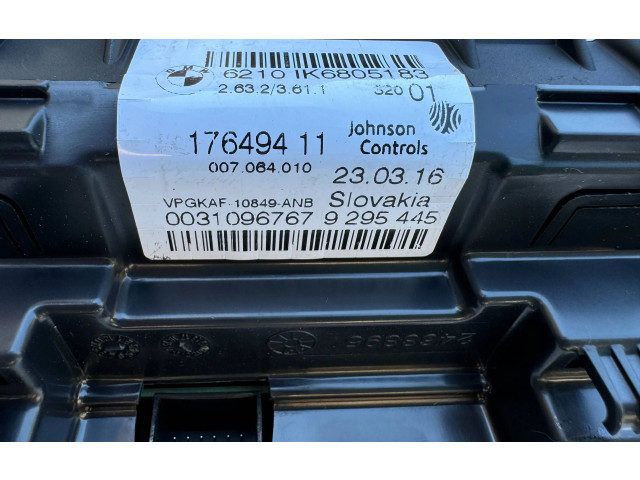 6210 IK6805183
2.63.2/3.61.1 320 01
176494 11 Johnson
Controls
007.064.010
23.03.16
VPGKAF-10849-ANB Slovakia
0031096767 9 295 445